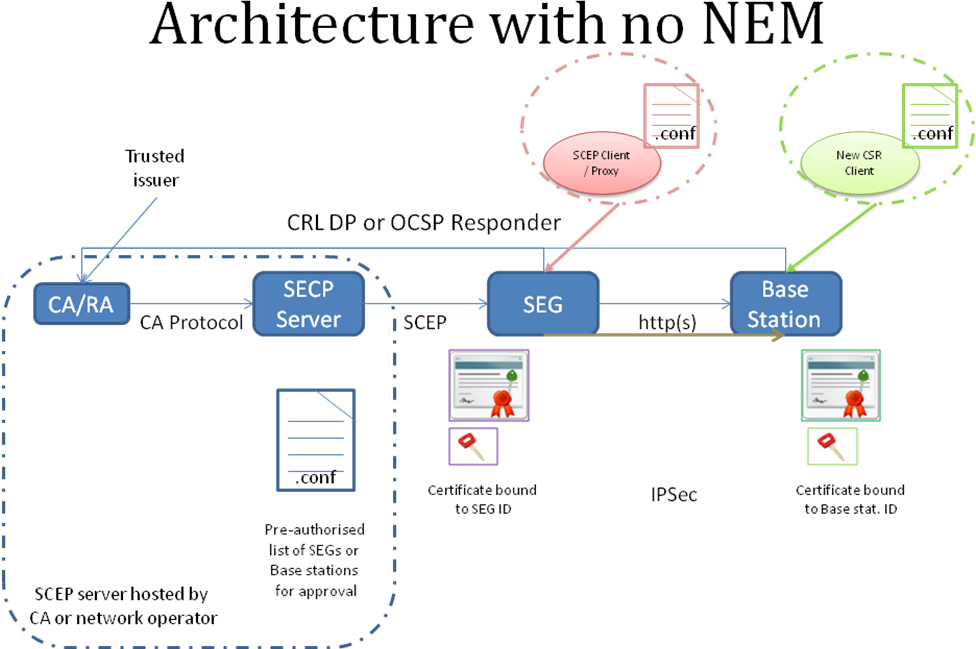 Architecture with no NEM
.conf
.conf
SCEP Client
/ Proxy
New CSR
Client
Trusted
issuer
CRL DP or OCSP Responder
CA/RA
CA Protocol
SECP
Server
SCEP
SEG
http(s)
Base
Station
.conf
Certificate bound
to SEG ID
IPSec
Certificate bound
to Base stat. ID
Pre-authorised
list of SEGs or
Base stations
for approval
SCEP server hosted by
CA or network operator